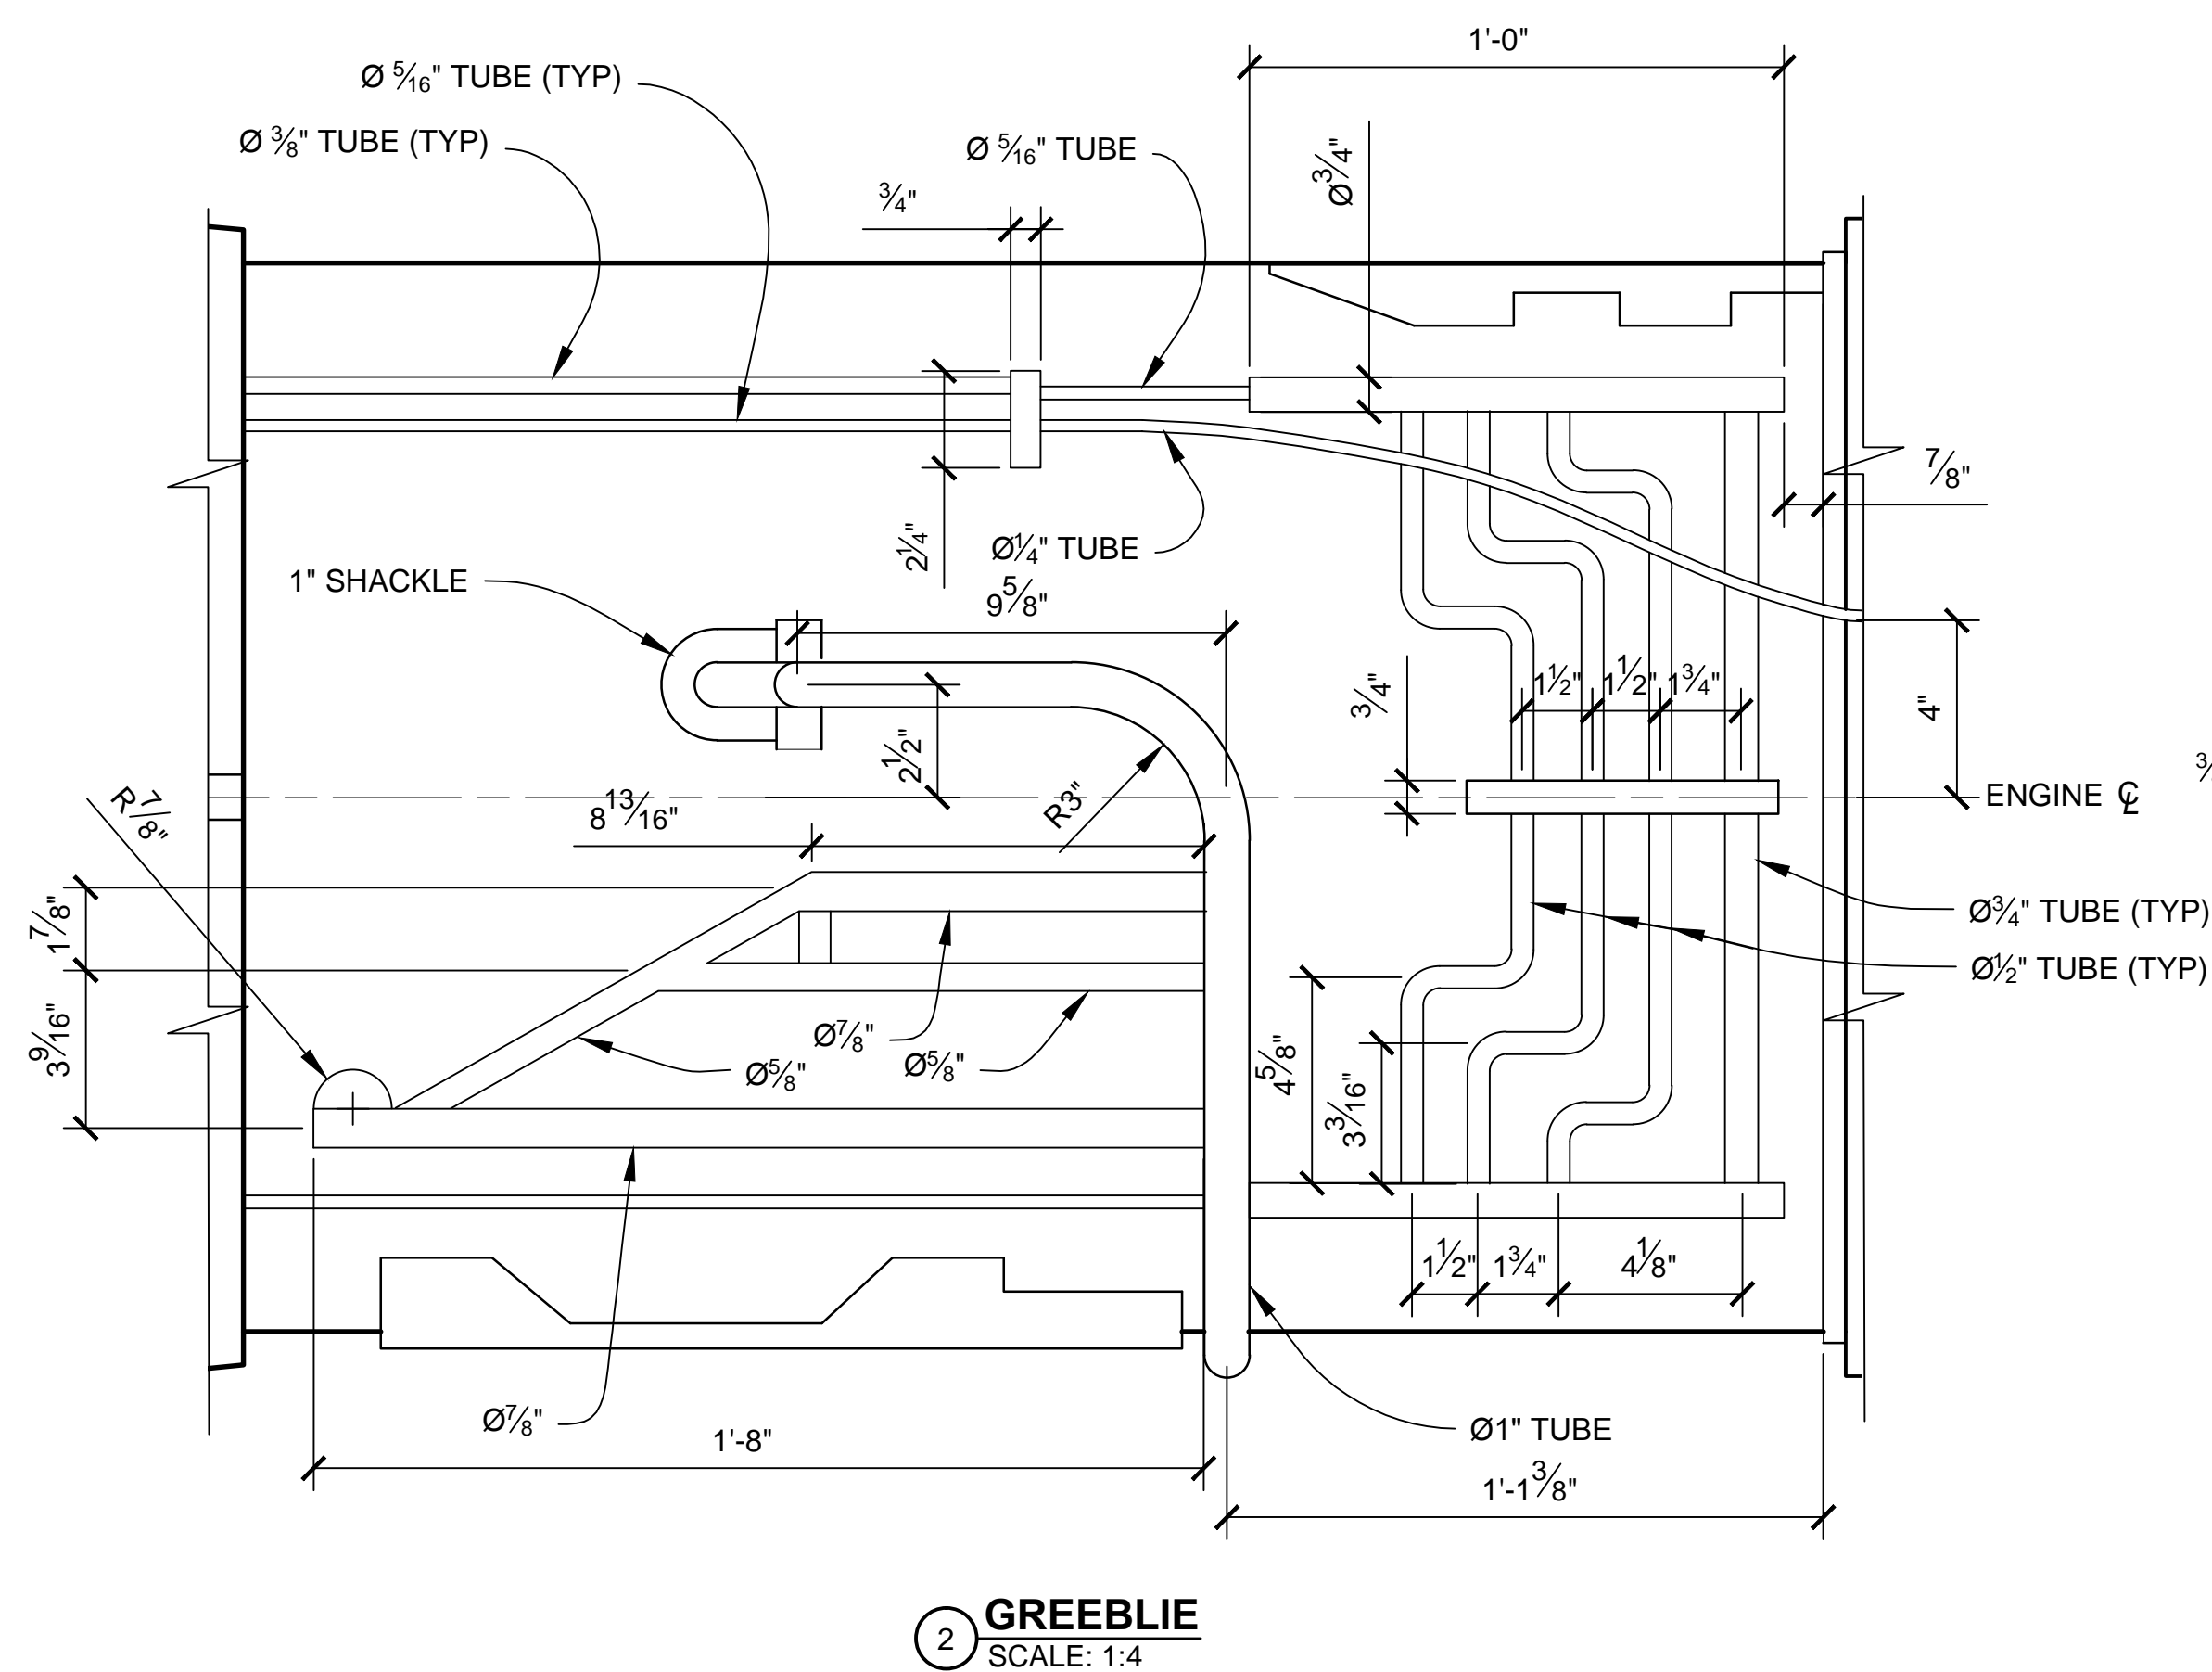 1'-0"
Ø 5/16" TUBE (TYP)
Ø 3/8" TUBE (TYP)
Ø 5/16" TUBE
Ø3/4"
3/4"
7/8"
2 1/4"
Ø1/4" TUBE
1" SHACKLE
9 5/8"
1 1/2"
1 1/2"
1 3/4"
3/4"
4"
2 1/2"
R3"
ENGINE ℄
R 7/8"
8 13/16"
1 7/8"
Ø3/4" TUBE (TYP)
Ø1/2" TUBE (TYP)
3 9/16"
Ø7/8"
Ø5/8"
Ø5/8"
4 5/8"
3 3/16"
1 1/2"
1 3/4"
4 1/8"
Ø7/8"
1'-8"
Ø1" TUBE
1'-1 3/8"
2
GREEBLIE
SCALE: 1:4